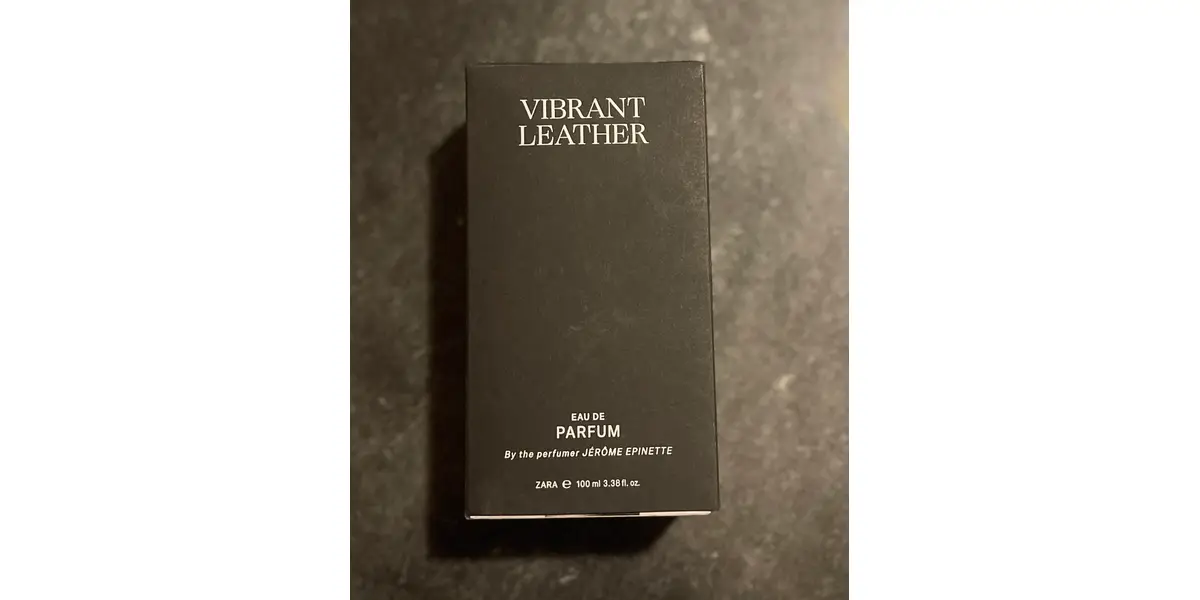 VIBRANT
LEATHER
EAU DE
PARFUM
By the perfumer JÉRÔME EPINETTE
ZARA ℮ 100 ml 3.38 fl. oz.